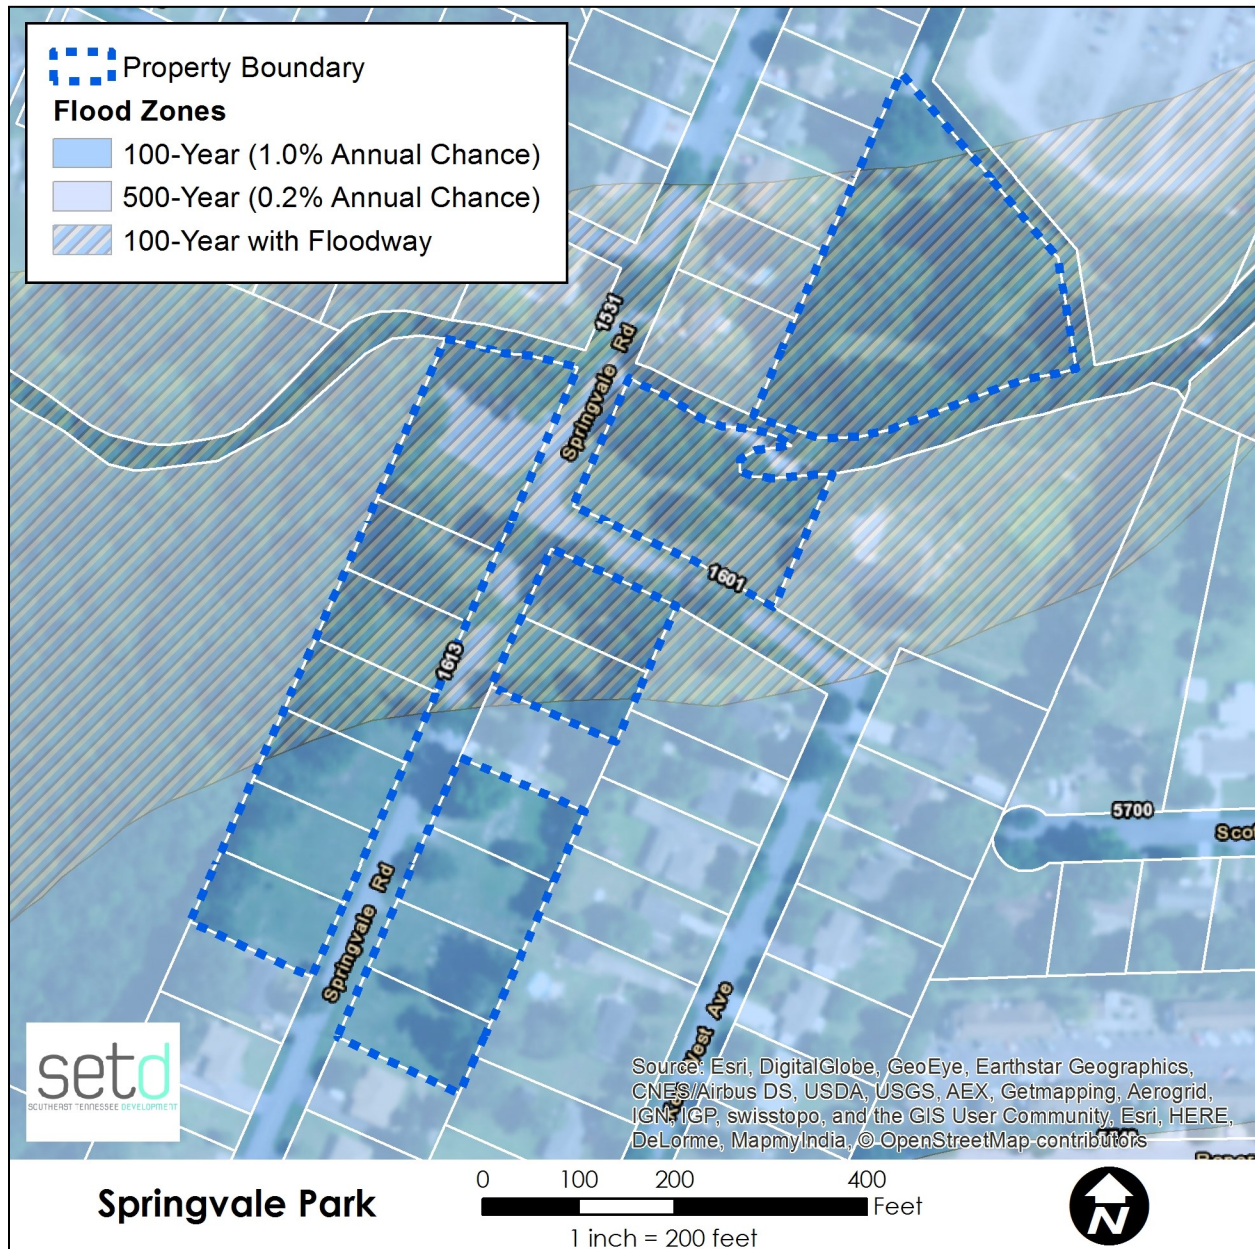 Property Boundary
Flood Zones
100-Year (1.0% Annual Chance)
500-Year (0.2% Annual Chance)
100-Year with Floodway
1531
Springvale Rd
1601
1613
5700
Scof
Springvale Rd
West Ave
setd
SOUTHEAST TENNESSEE DEVELOPMENT
Source: Esri, DigitalGlobe, GeoEye, Earthstar Geographics,
CNES/Airbus DS, USDA, USGS, AEX, Getmapping, Aerogrid,
IGN, IGP, swisstopo, and the GIS User Community, Esri, HERE,
DeLorme, MapmyIndia, © OpenStreetMap contributors
Springvale Park
0 100 200 400
Feet
1 inch = 200 feet
N